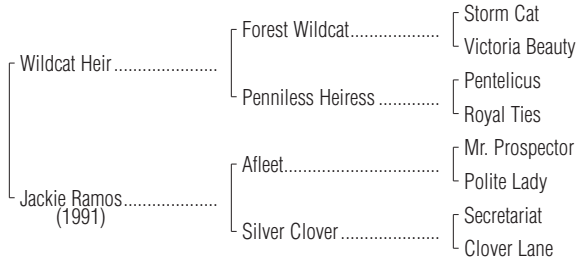 Storm Cat
Forest Wildcat....................
Victoria Beauty
Wildcat Heir.......................
Pentelicus
Penniless Heiress .............
Royal Ties
Mr. Prospector
Afleet..................................
Polite Lady
Jackie Ramos....................
(1991)
Secretariat
Silver Clover......................
Clover Lane